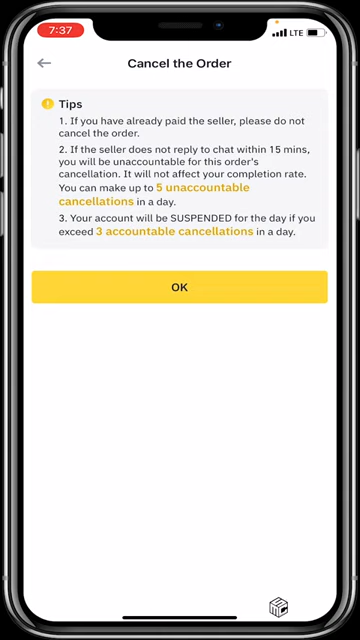 7:37
LTE
Cancel the Order
Tips
1. If you have already paid the seller, please do not
cancel the order.
2. If the seller does not reply to chat within 15 mins,
you will be unaccountable for this order's
cancellation. It will not affect your completion rate.
You can make up to 5 unaccountable
cancellations in a day.
3. Your account will be SUSPENDED for the day if you
exceed 3 accountable cancellations in a day.
OK